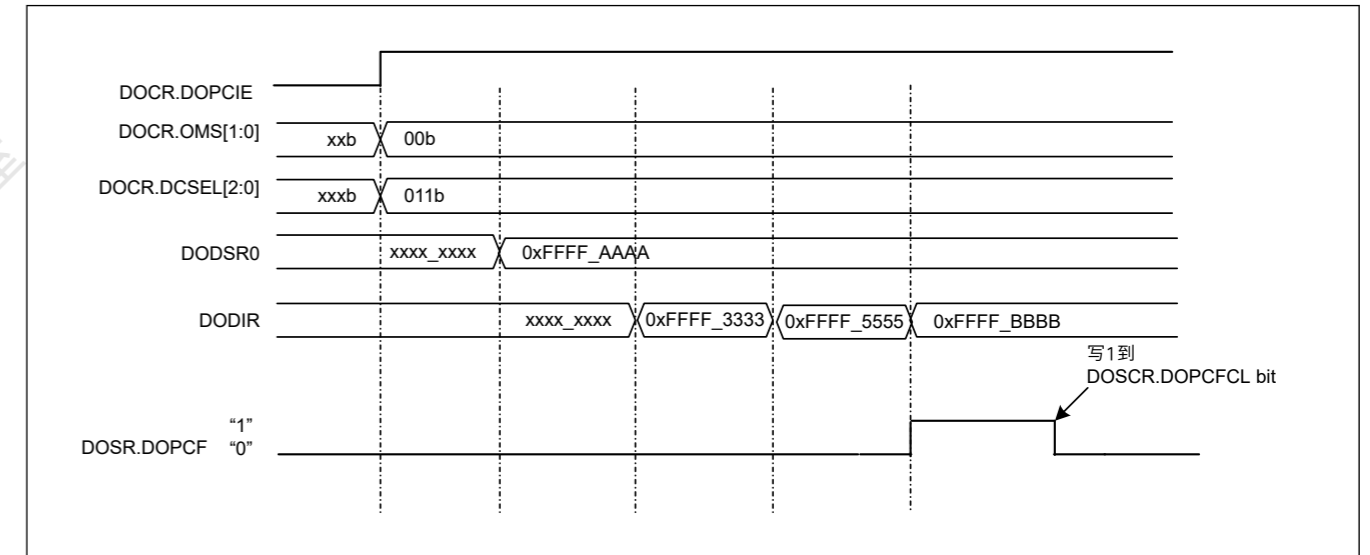 DOCR.DOPCIE
DOCR.OMS[1:0] xxb 00b
DOCR.DCSEL[2:0] xxxb 011b
DODSR0 xxxx_xxxx 0xFFFF_AAAA
DODIR xxxx_xxxx 0xFFFF_3333 0xFFFF_5555 0xFFFF_BBBB
写1到
DOSCR.DOPCFCL bit
“1”
DOSR.DOPCF “0”